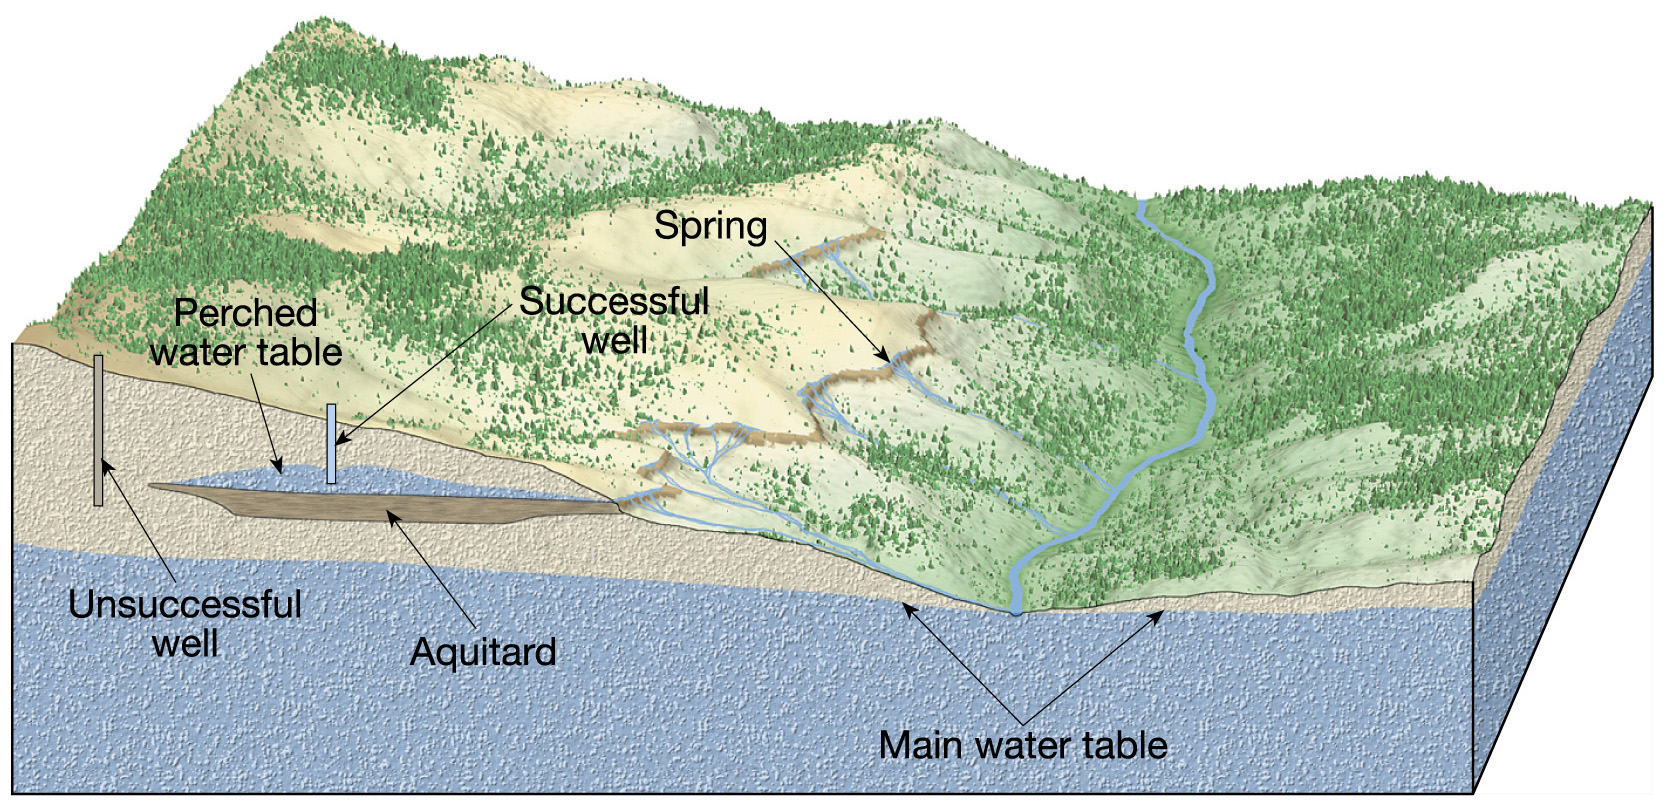 Spring
Successful
well
Perched
water table
Unsuccessful
well
Aquitard
Main water table